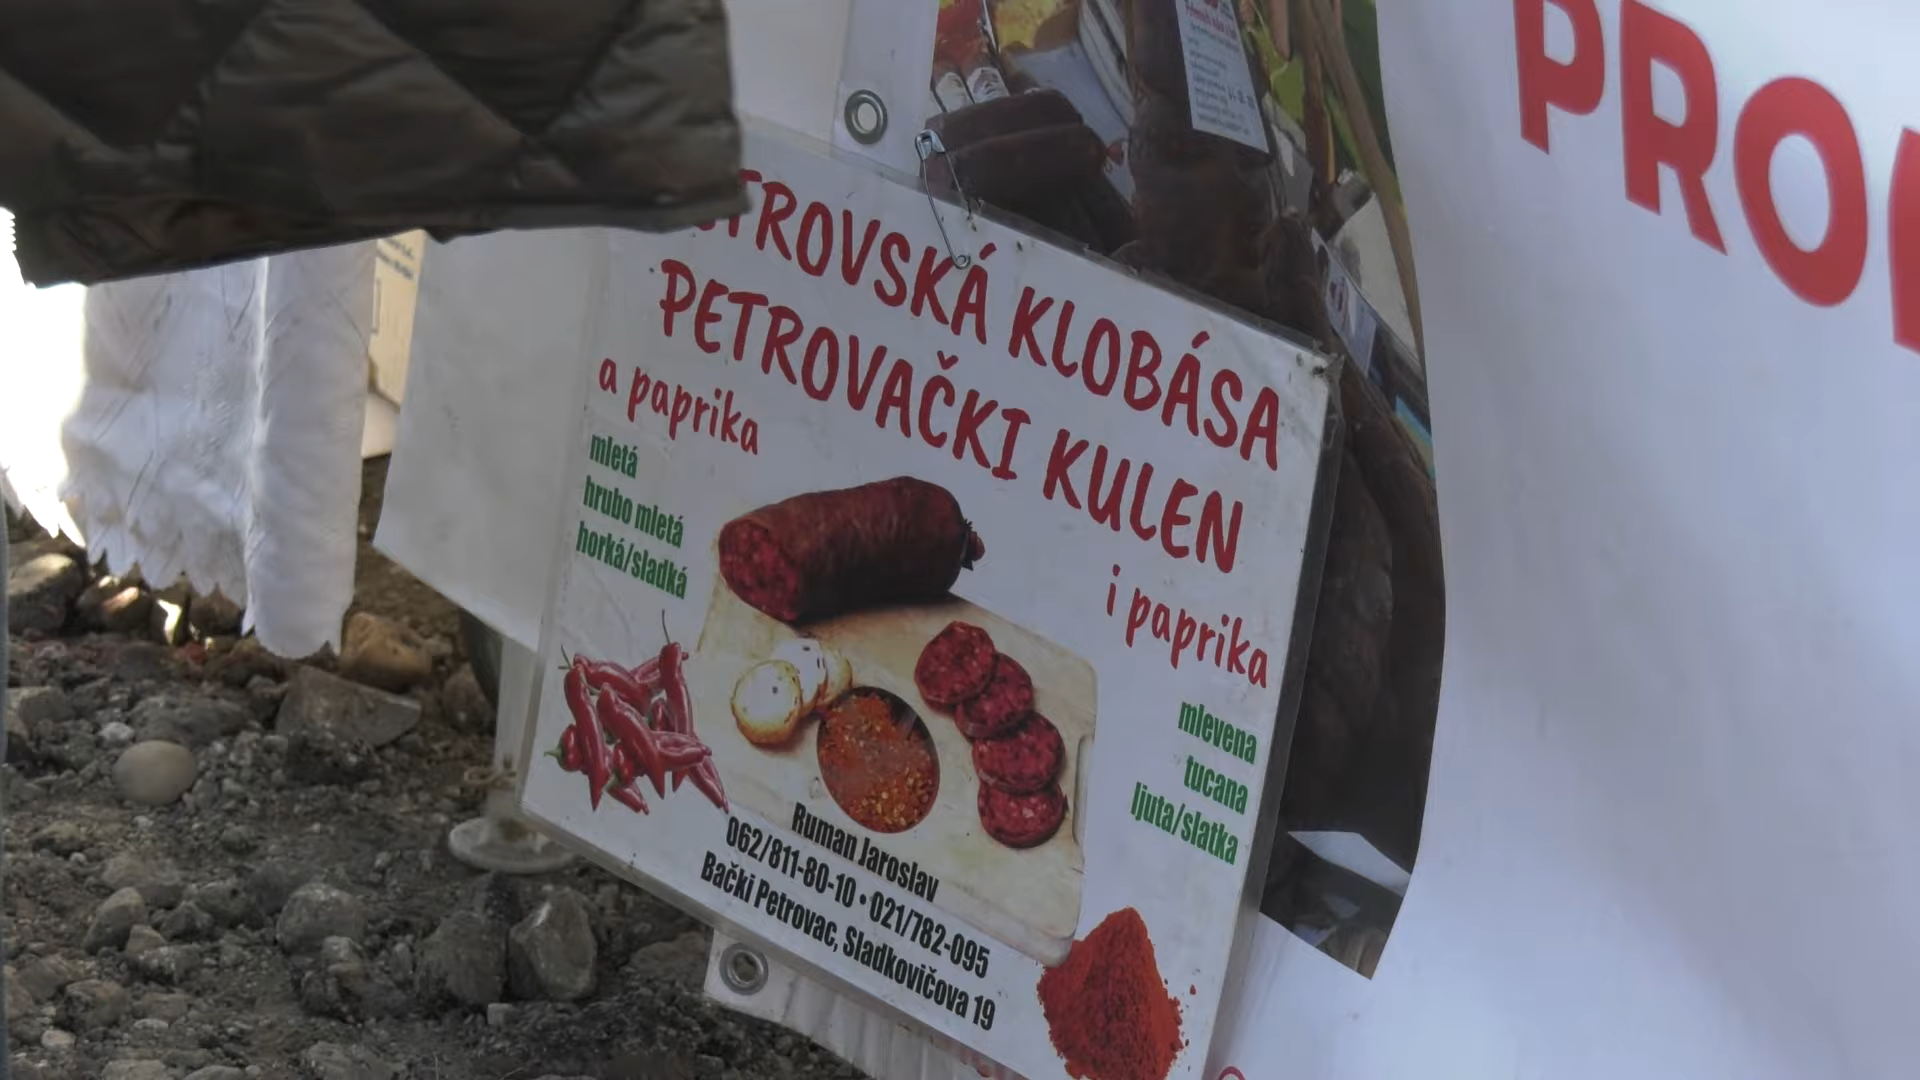 TROVSKÁ KLOBÁSA
PETROVAČKI KULEN
a paprika
mletá
hrubo mletá
horká/sladká
i paprika
mlevena
tucana
ljuta/slatka
Ruman Jaroslav
062/811-80-10 • 021/782-095
Bački Petrovac, Sladkovičova 19
PRO